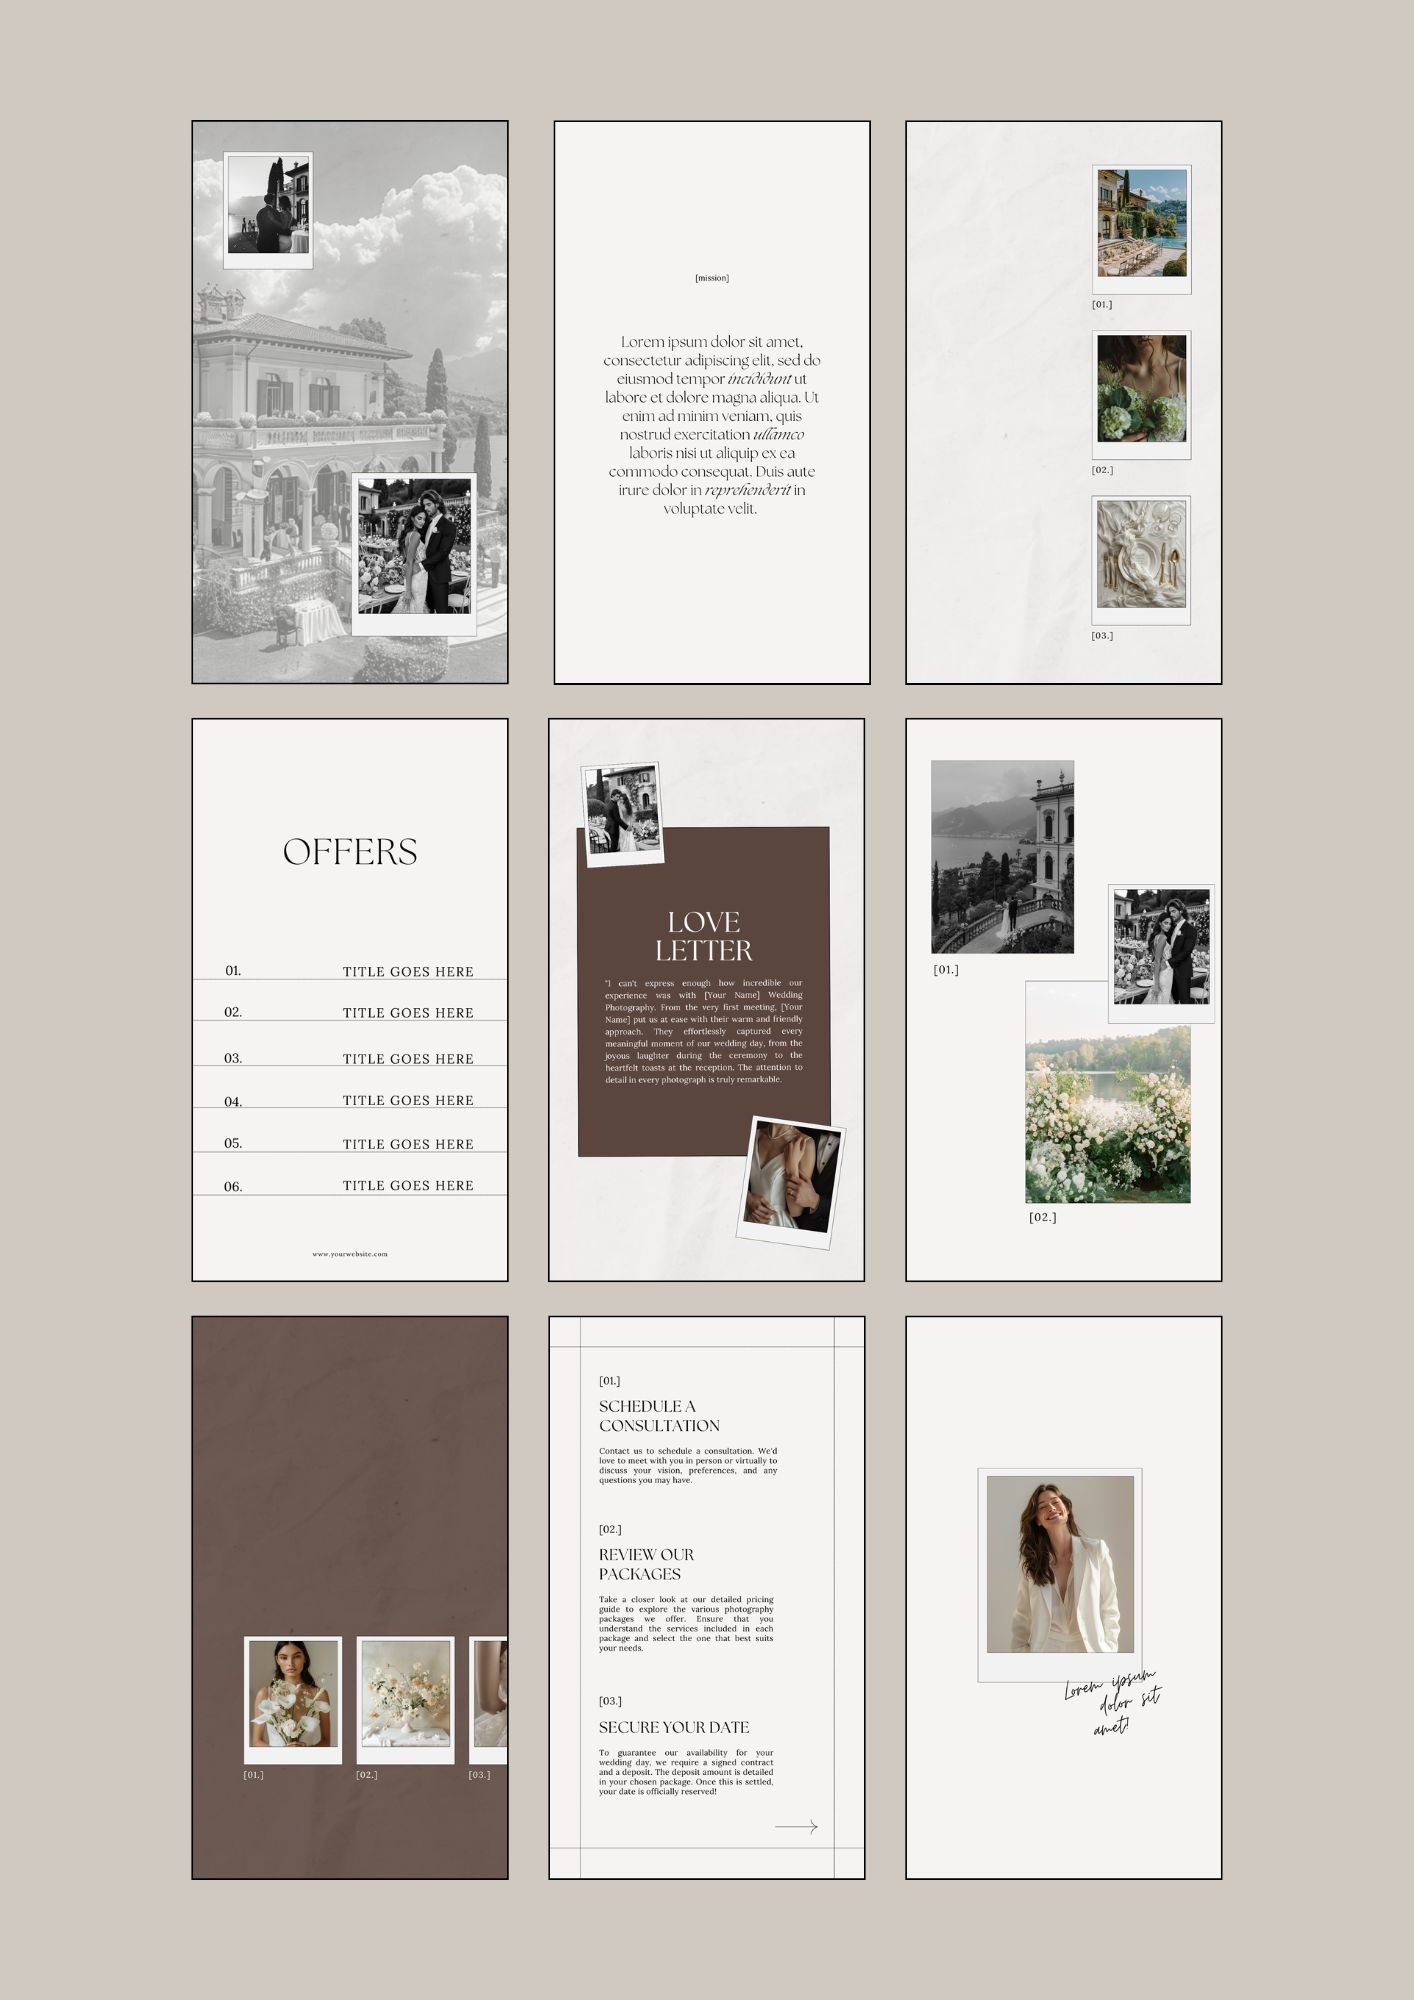 [mission]
Lorem ipsum dolor sit amet,
consectetur adipiscing elit, sed do
eiusmod tempor incididunt ut
labore et dolore magna aliqua. Ut
enim ad minim veniam, quis
nostrud exercitation ullamco
laboris nisi ut aliquip ex ea
commodo consequat. Duis aute
irure dolor in reprehenderit in
voluptate velit.
[01.]
[02.]
[03.]
OFFERS
01. TITLE GOES HERE
02. TITLE GOES HERE
03. TITLE GOES HERE
04. TITLE GOES HERE
05. TITLE GOES HERE
06. TITLE GOES HERE
www.yourwebsite.com
LOVE
LETTER
"I can't express enough how incredible our
experience was with [Your Name] Wedding
Photography. From the very first meeting, [Your
Name] put us at ease with their warm and friendly
approach. They effortlessly captured every
meaningful moment of our wedding day, from the
joyous laughter during the ceremony to the
heartfelt toasts at the reception. The attention to
detail in every photograph is truly remarkable.
[01.]
[02.]
[01.]
[02.]
[03.]
[01.]
SCHEDULE A
CONSULTATION
Contact us to schedule a consultation. We'd
love to meet with you in person or virtually to
discuss your vision, preferences, and any
questions you may have.
[02.]
REVIEW OUR
PACKAGES
Take a closer look at our detailed pricing
guide to explore the various photography
packages we offer. Ensure that you
understand the services included in each
package and select the one that best suits
your needs.
[03.]
SECURE YOUR DATE
To guarantee our availability for your
wedding day, we require a signed contract
and a deposit. The deposit amount is detailed
in your chosen package. Once this is settled,
your date is officially reserved!
Lorem ipsum
dolor sit
amet!